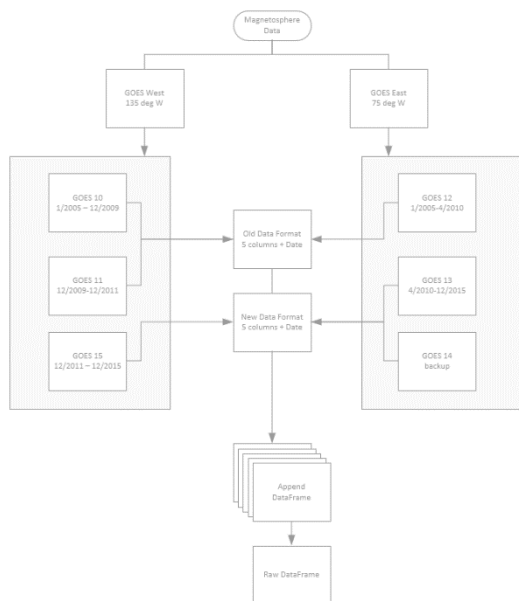 Magnetosphere
Data
GOES West
135 deg W
GOES East
75 deg W
GOES 10
1/2005 – 12/2009
GOES 12
1/2005-4/2010
Old Data Format
5 columns + Date
GOES 11
12/2009-12/2011
GOES 13
4/2010-12/2015
New Data Format
5 columns + Date
GOES 15
12/2011 – 12/2015
GOES 14
backup
Append
DataFrame
Raw DataFrame